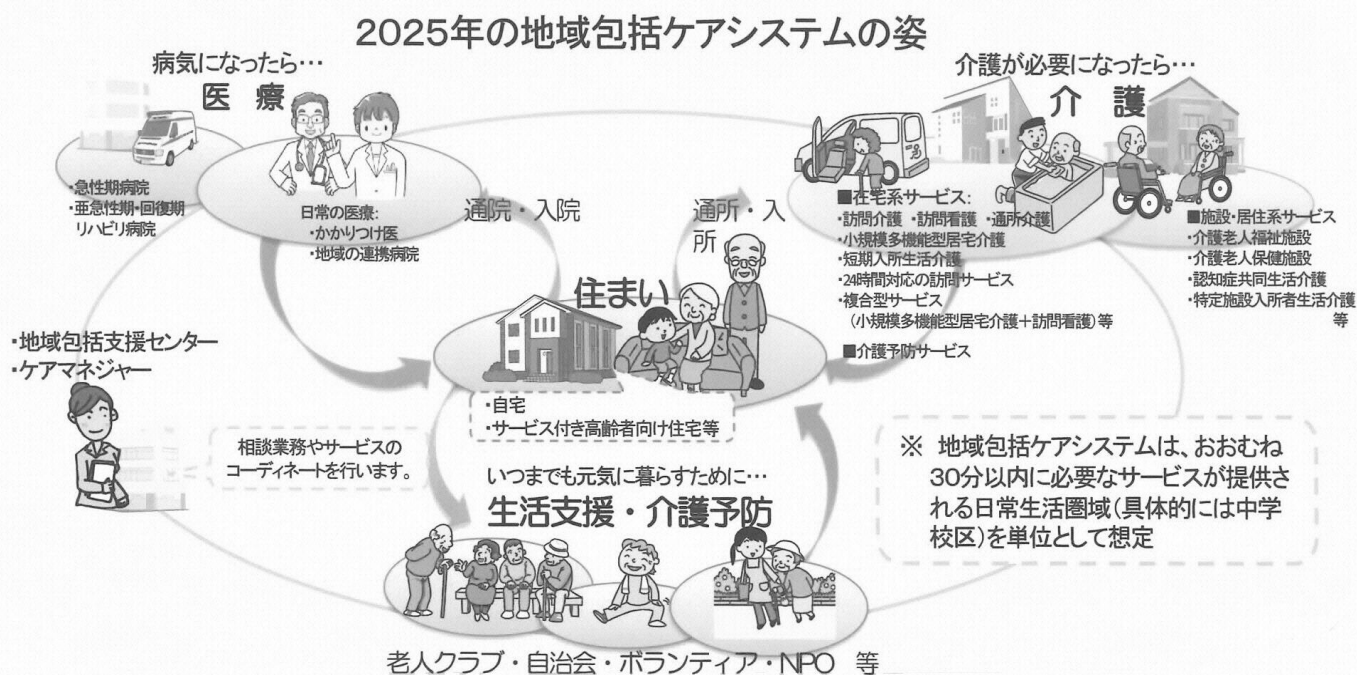 2025年の地域包括ケアシステムの姿
病気になったら…
医 療
・急性期病院
・亜急性期・回復期
リハビリ病院
日常の医療:
・かかりつけ医
・地域の連携病院
通院・入院
通所・入
所
介護が必要になったら…
介 護
■在宅系サービス:
・訪問介護 ・訪問看護 ・通所介護
・小規模多機能型居宅介護
・短期入所生活介護
・24時間対応の訪問サービス
・複合型サービス
(小規模多機能型居宅介護+訪問看護)等
■介護予防サービス
■施設・居住系サービス
・介護老人福祉施設
・介護老人保健施設
・認知症共同生活介護
・特定施設入所者生活介護
等
住まい
・自宅
・サービス付き高齢者向け住宅等
・地域包括支援センター
・ケアマネジャー
相談業務やサービスの
コーディネートを行います。
いつまでも元気に暮らすために…
生活支援・介護予防
老人クラブ・自治会・ボランティア・NPO 等
※ 地域包括ケアシステムは、おおむね
30分以内に必要なサービスが提供さ
れる日常生活圏域(具体的には中学
校区)を単位として想定